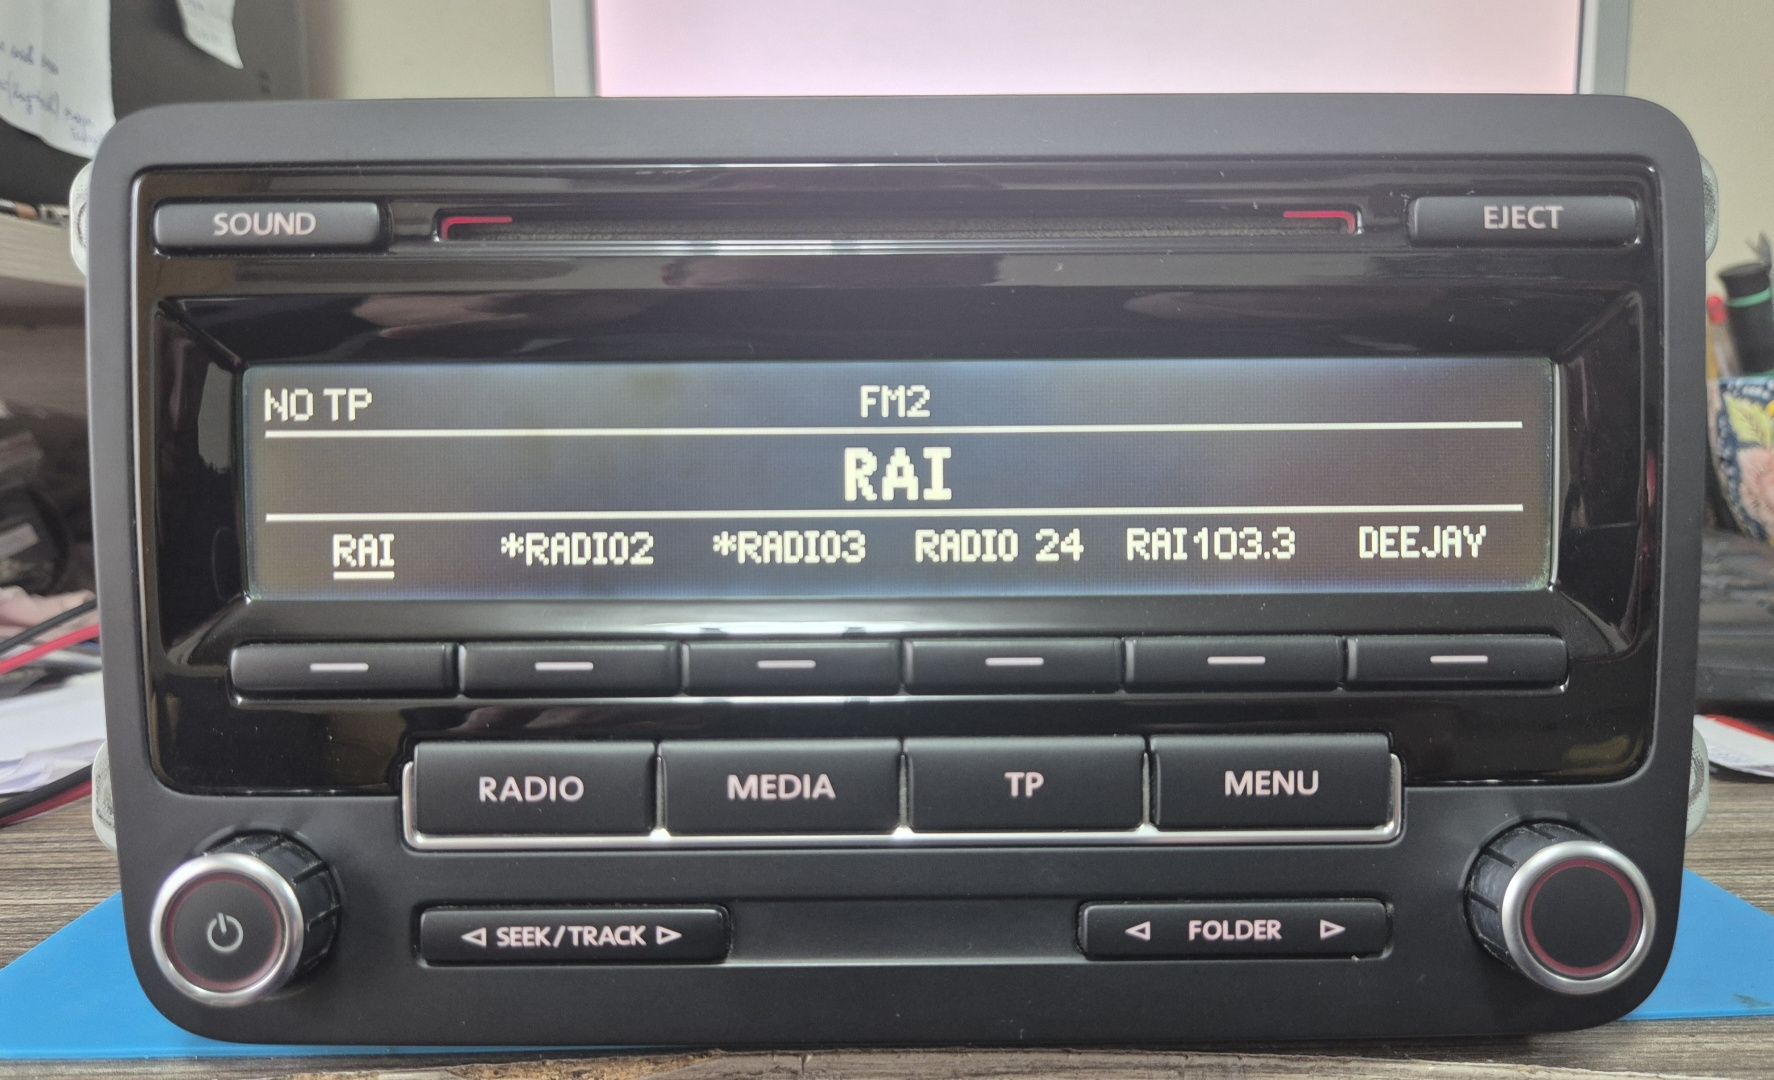 SOUND
EJECT
NO TP FM2
RAI
RAI *RADIO2 *RADIO3 RADIO 24 RAI103.3 DEEJAY
RADIO MEDIA TP MENU
◁ SEEK/TRACK ▷ ◁ FOLDER ▷